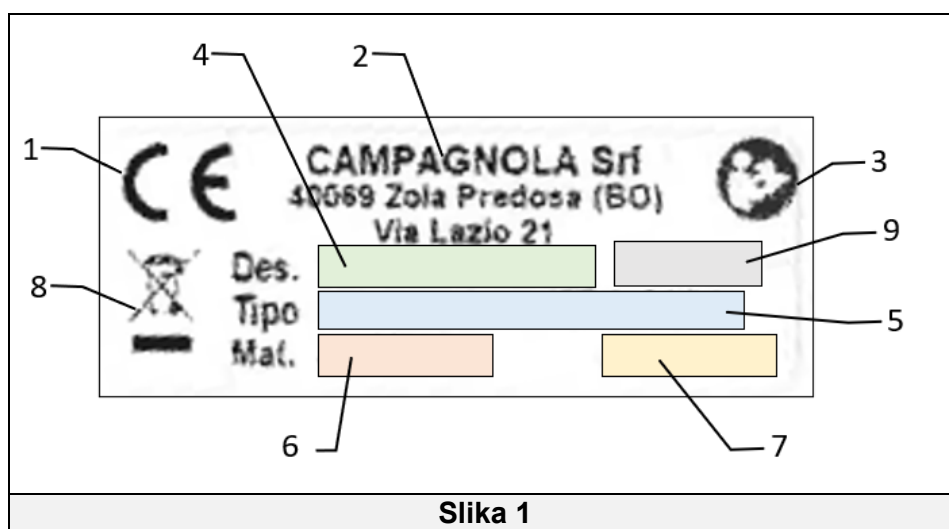 4 2
1 CE CAMPAGNOLA Srl 3
40069 Zola Predosa (BO)
Via Lazio 21
9
8 Des.
Tipo 5
Mat.
6 7
Slika 1